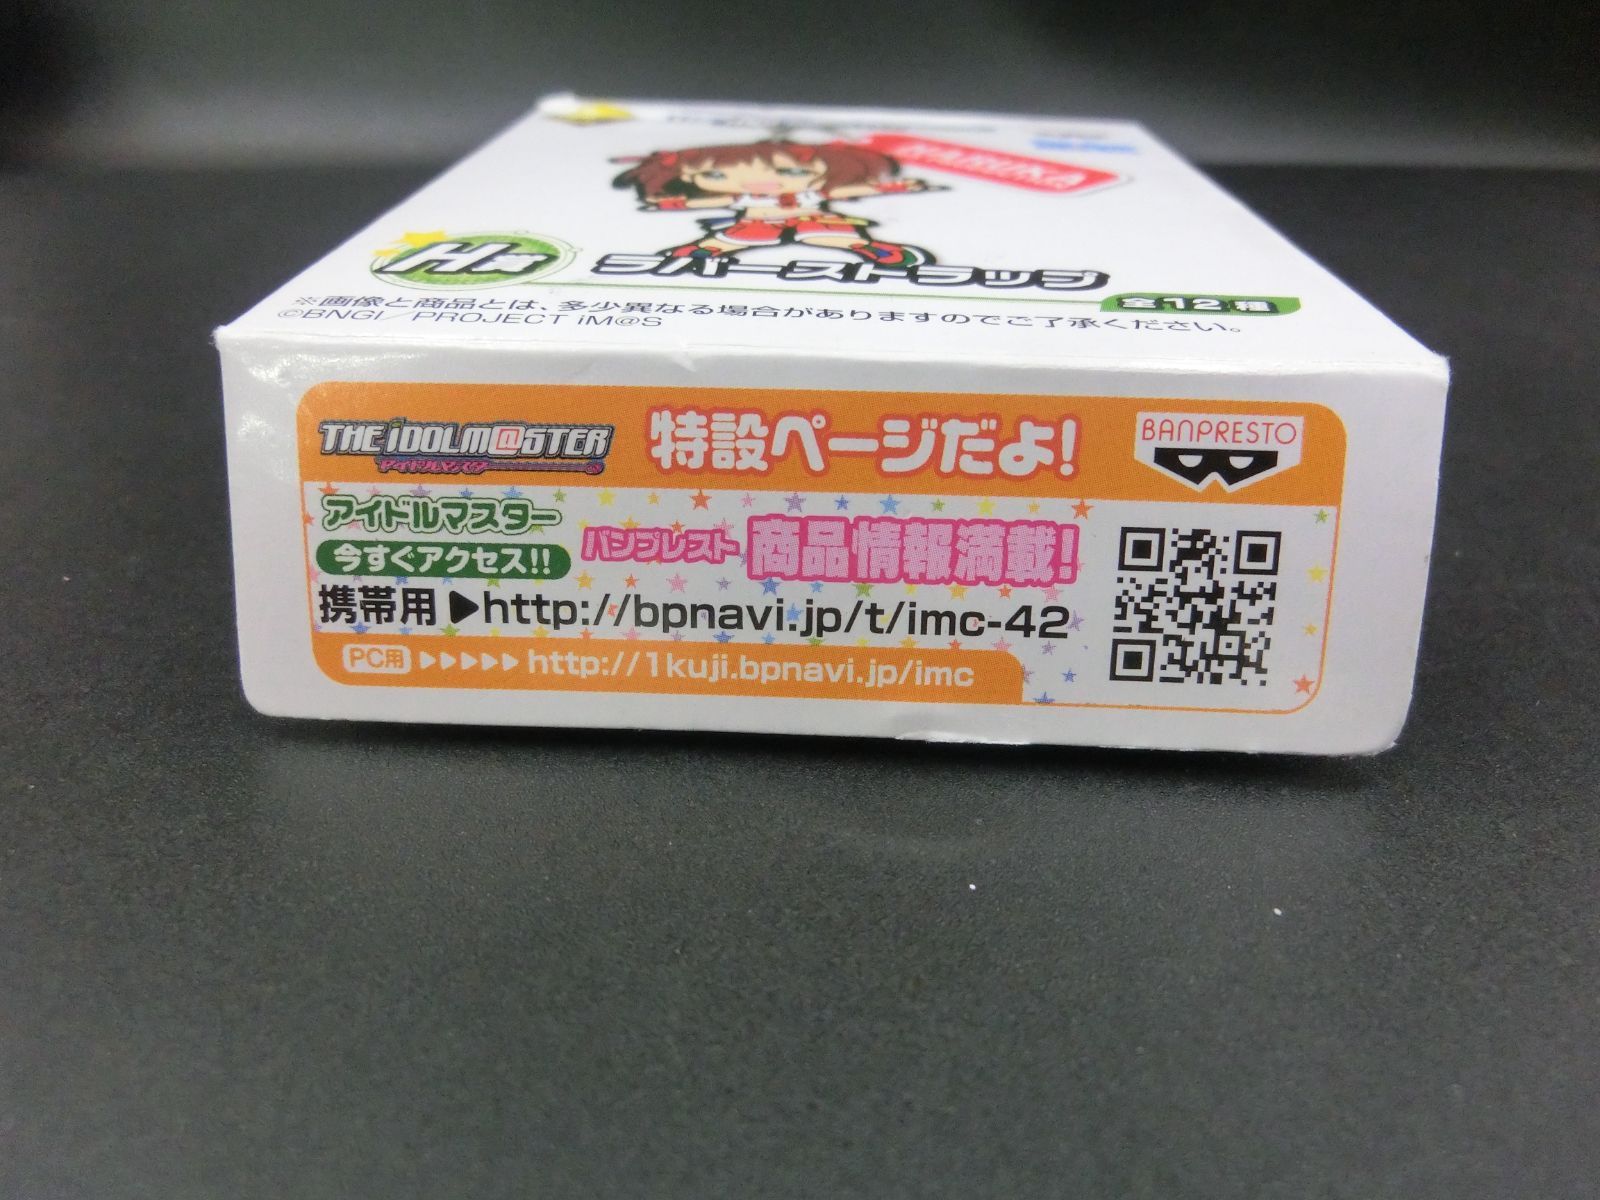 HARUKA
H賞
ラバーストラップ
全12種
※画像と商品とは、多少異なる場合がありますのでご了承ください。
©BNGI/PROJECT iM@S
THE iDOLM@STER
アイドルマスター
特設ページだよ!
BANPRESTO
アイドルマスター
今すぐアクセス!!
バンプレスト 商品情報満載!
携帯用 ▶http://bpnavi.jp/t/imc-42
PC用 ▶▶▶▶▶ http://1kuji.bpnavi.jp/imc